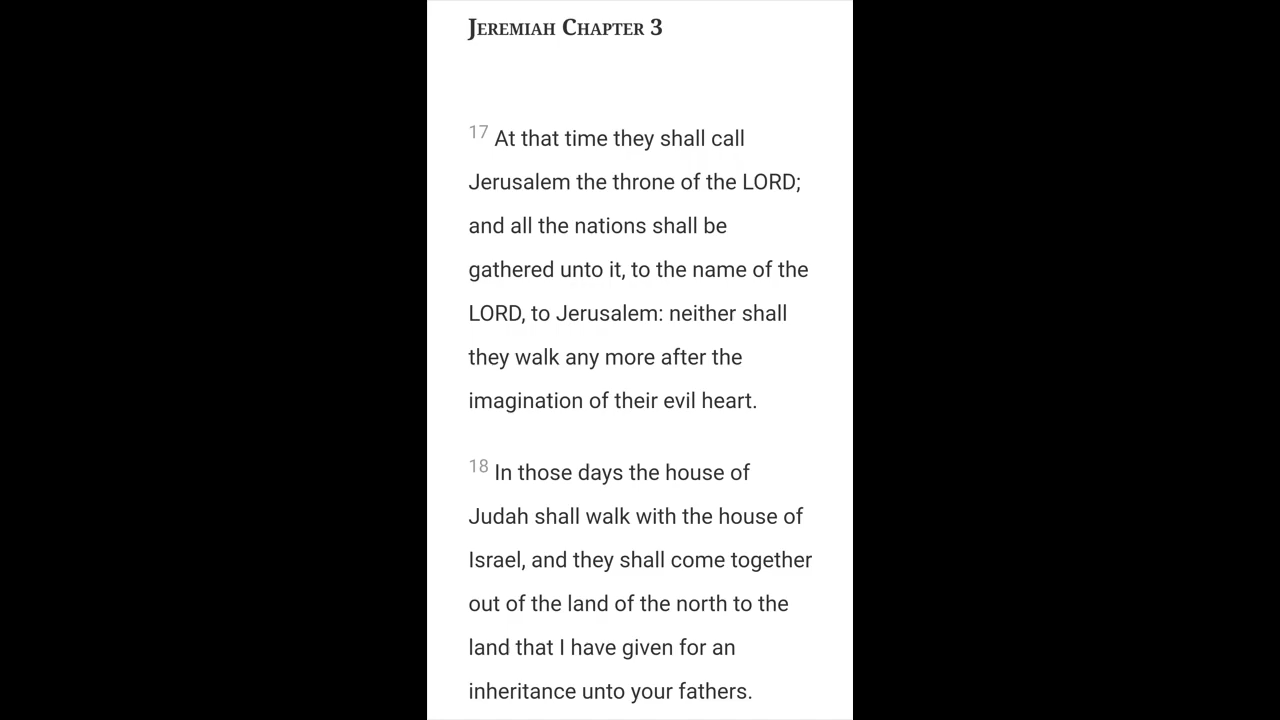 Jeremiah Chapter 3
17 At that time they shall call
Jerusalem the throne of the LORD;
and all the nations shall be
gathered unto it, to the name of the
LORD, to Jerusalem: neither shall
they walk any more after the
imagination of their evil heart.
18 In those days the house of
Judah shall walk with the house of
Israel, and they shall come together
out of the land of the north to the
land that I have given for an
inheritance unto your fathers.